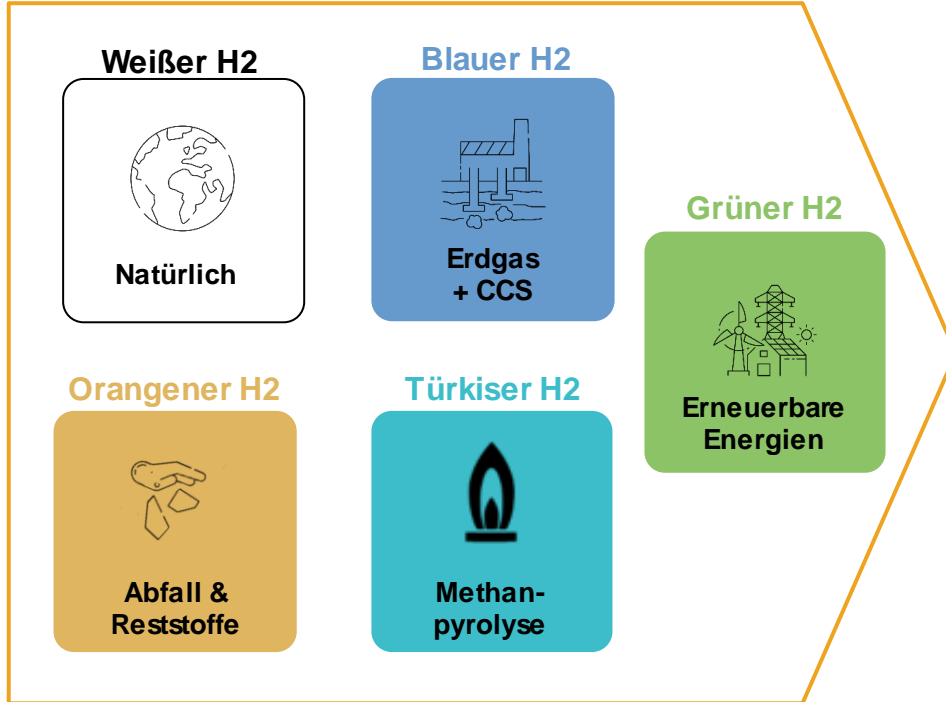 Weißer H2
Natürlich
Blauer H2
Erdgas
+ CCS
Grüner H2
Erneuerbare
Energien
Orangener H2
Abfall &
Reststoffe
Türkiser H2
Methan-
pyrolyse